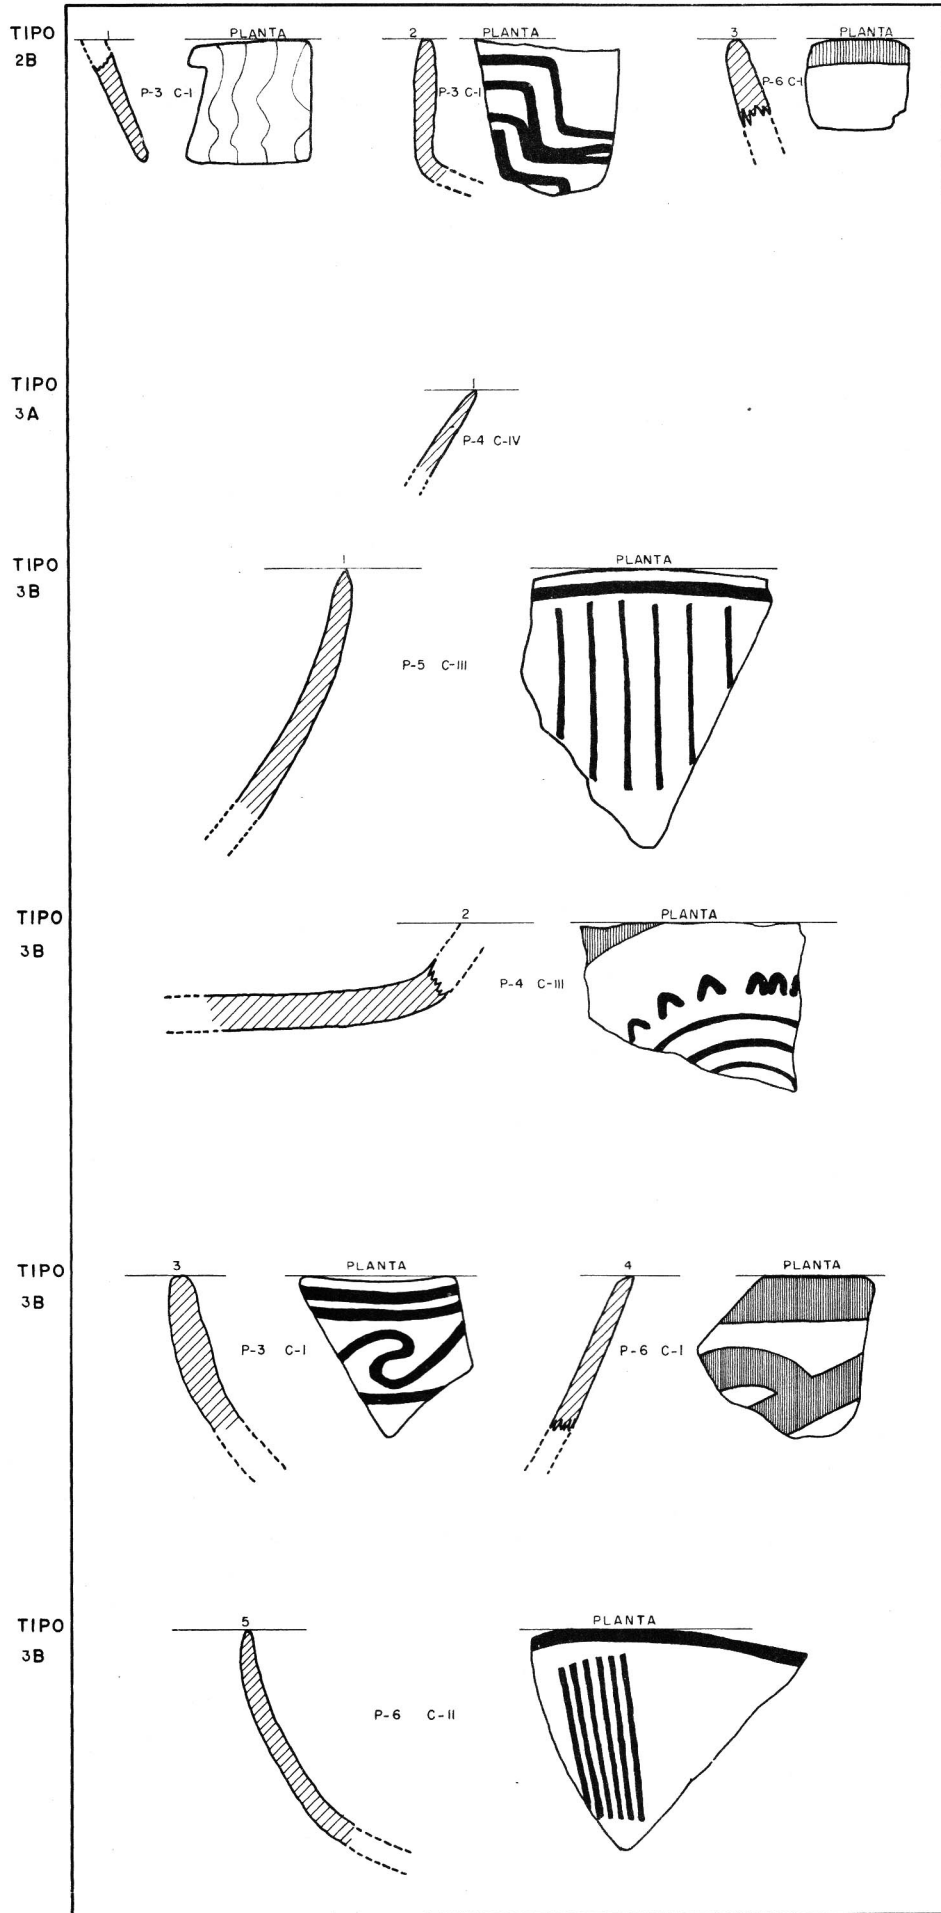 TIPO
2B
1
PLANTA
P-3 C-I
2
PLANTA
P-3 C-I
3
PLANTA
P-6 C-I
TIPO
3A
1
P-4 C-IV
TIPO
3B
1
PLANTA
P-5 C-III
TIPO
3B
2
PLANTA
P-4 C-III
TIPO
3B
3
PLANTA
P-3 C-I
4
PLANTA
P-6 C-I
TIPO
3B
5
PLANTA
P-6 C-II